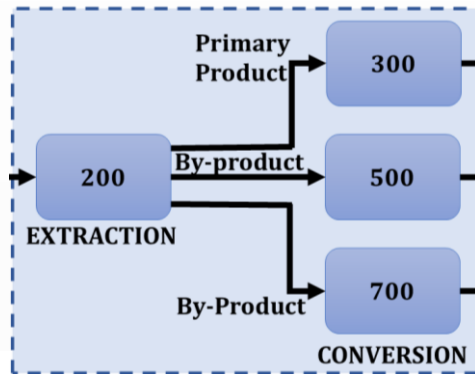 Primary
Product
300
By-product
200
500
EXTRACTION
By-Product
700
CONVERSION